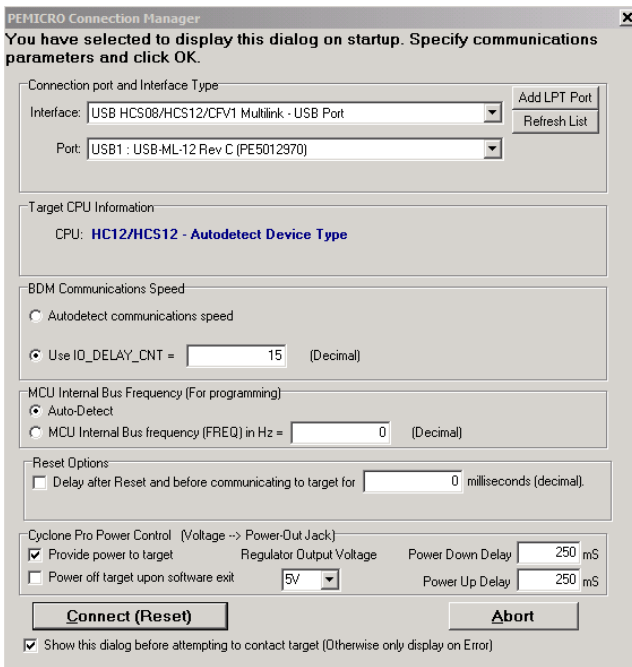 PEMICRO Connection Manager
You have selected to display this dialog on startup. Specify communications
parameters and click OK.
Connection port and Interface Type
Add LPT Port
Interface: USB HCS08/HCS12/CFV1 Multilink - USB Port
Refresh List
Port: USB1 : USB-ML-12 Rev C (PE5012970)
Target CPU Information
CPU: HC12/HCS12 - Autodetect Device Type
BDM Communications Speed
Autodetect communications speed
Use IO_DELAY_CNT = 15 (Decimal)
MCU Internal Bus Frequency (For programming)
Auto-Detect
MCU Internal Bus frequency (FREQ) in Hz = 0 (Decimal)
Reset Options
Delay after Reset and before communicating to target for 0 milliseconds (decimal).
Cyclone Pro Power Control (Voltage --> Power-Out Jack)
Provide power to target Regulator Output Voltage Power Down Delay 250 mS
Power off target upon software exit 5V Power Up Delay 250 mS
Connect (Reset) Abort
Show this dialog before attempting to contact target (Otherwise only display on Error)